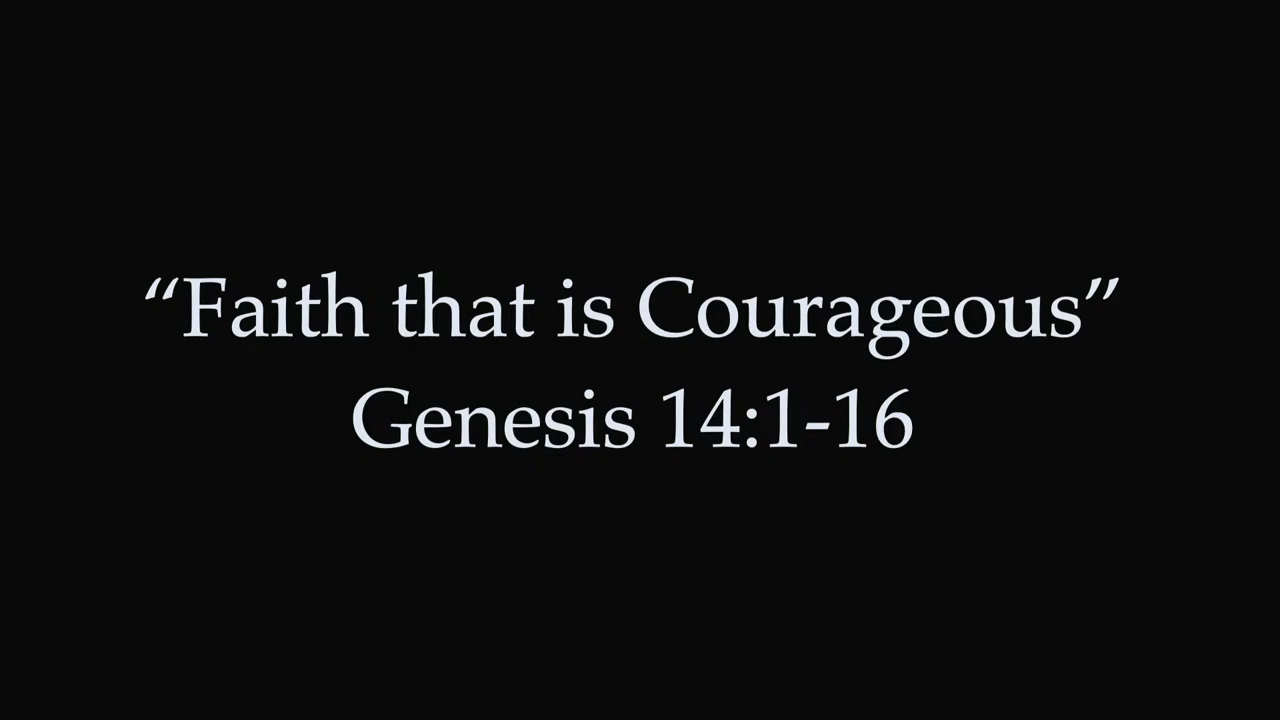 “Faith that is Courageous”
Genesis 14:1-16